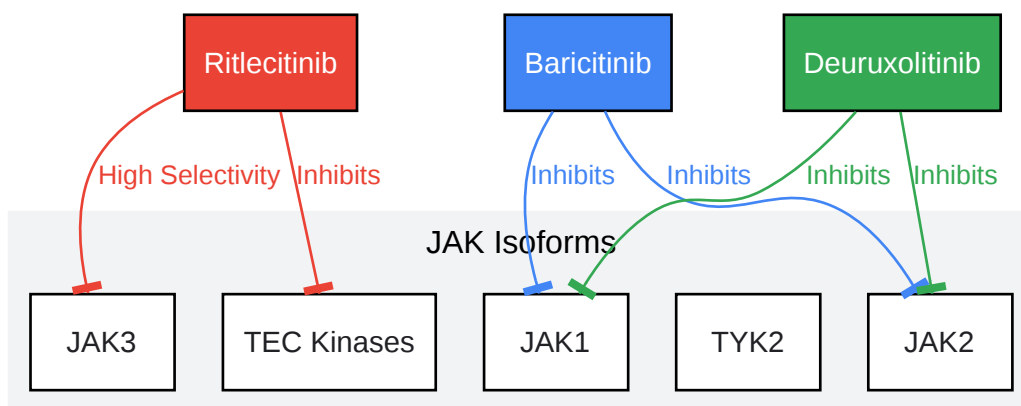 Ritlecitinib
Baricitinib
Deuruxolitinib
High Selectivity
Inhibits
Inhibits
Inhibits
Inhibits
Inhibits
JAK Isoforms
JAK3
TEC Kinases
JAK1
TYK2
JAK2